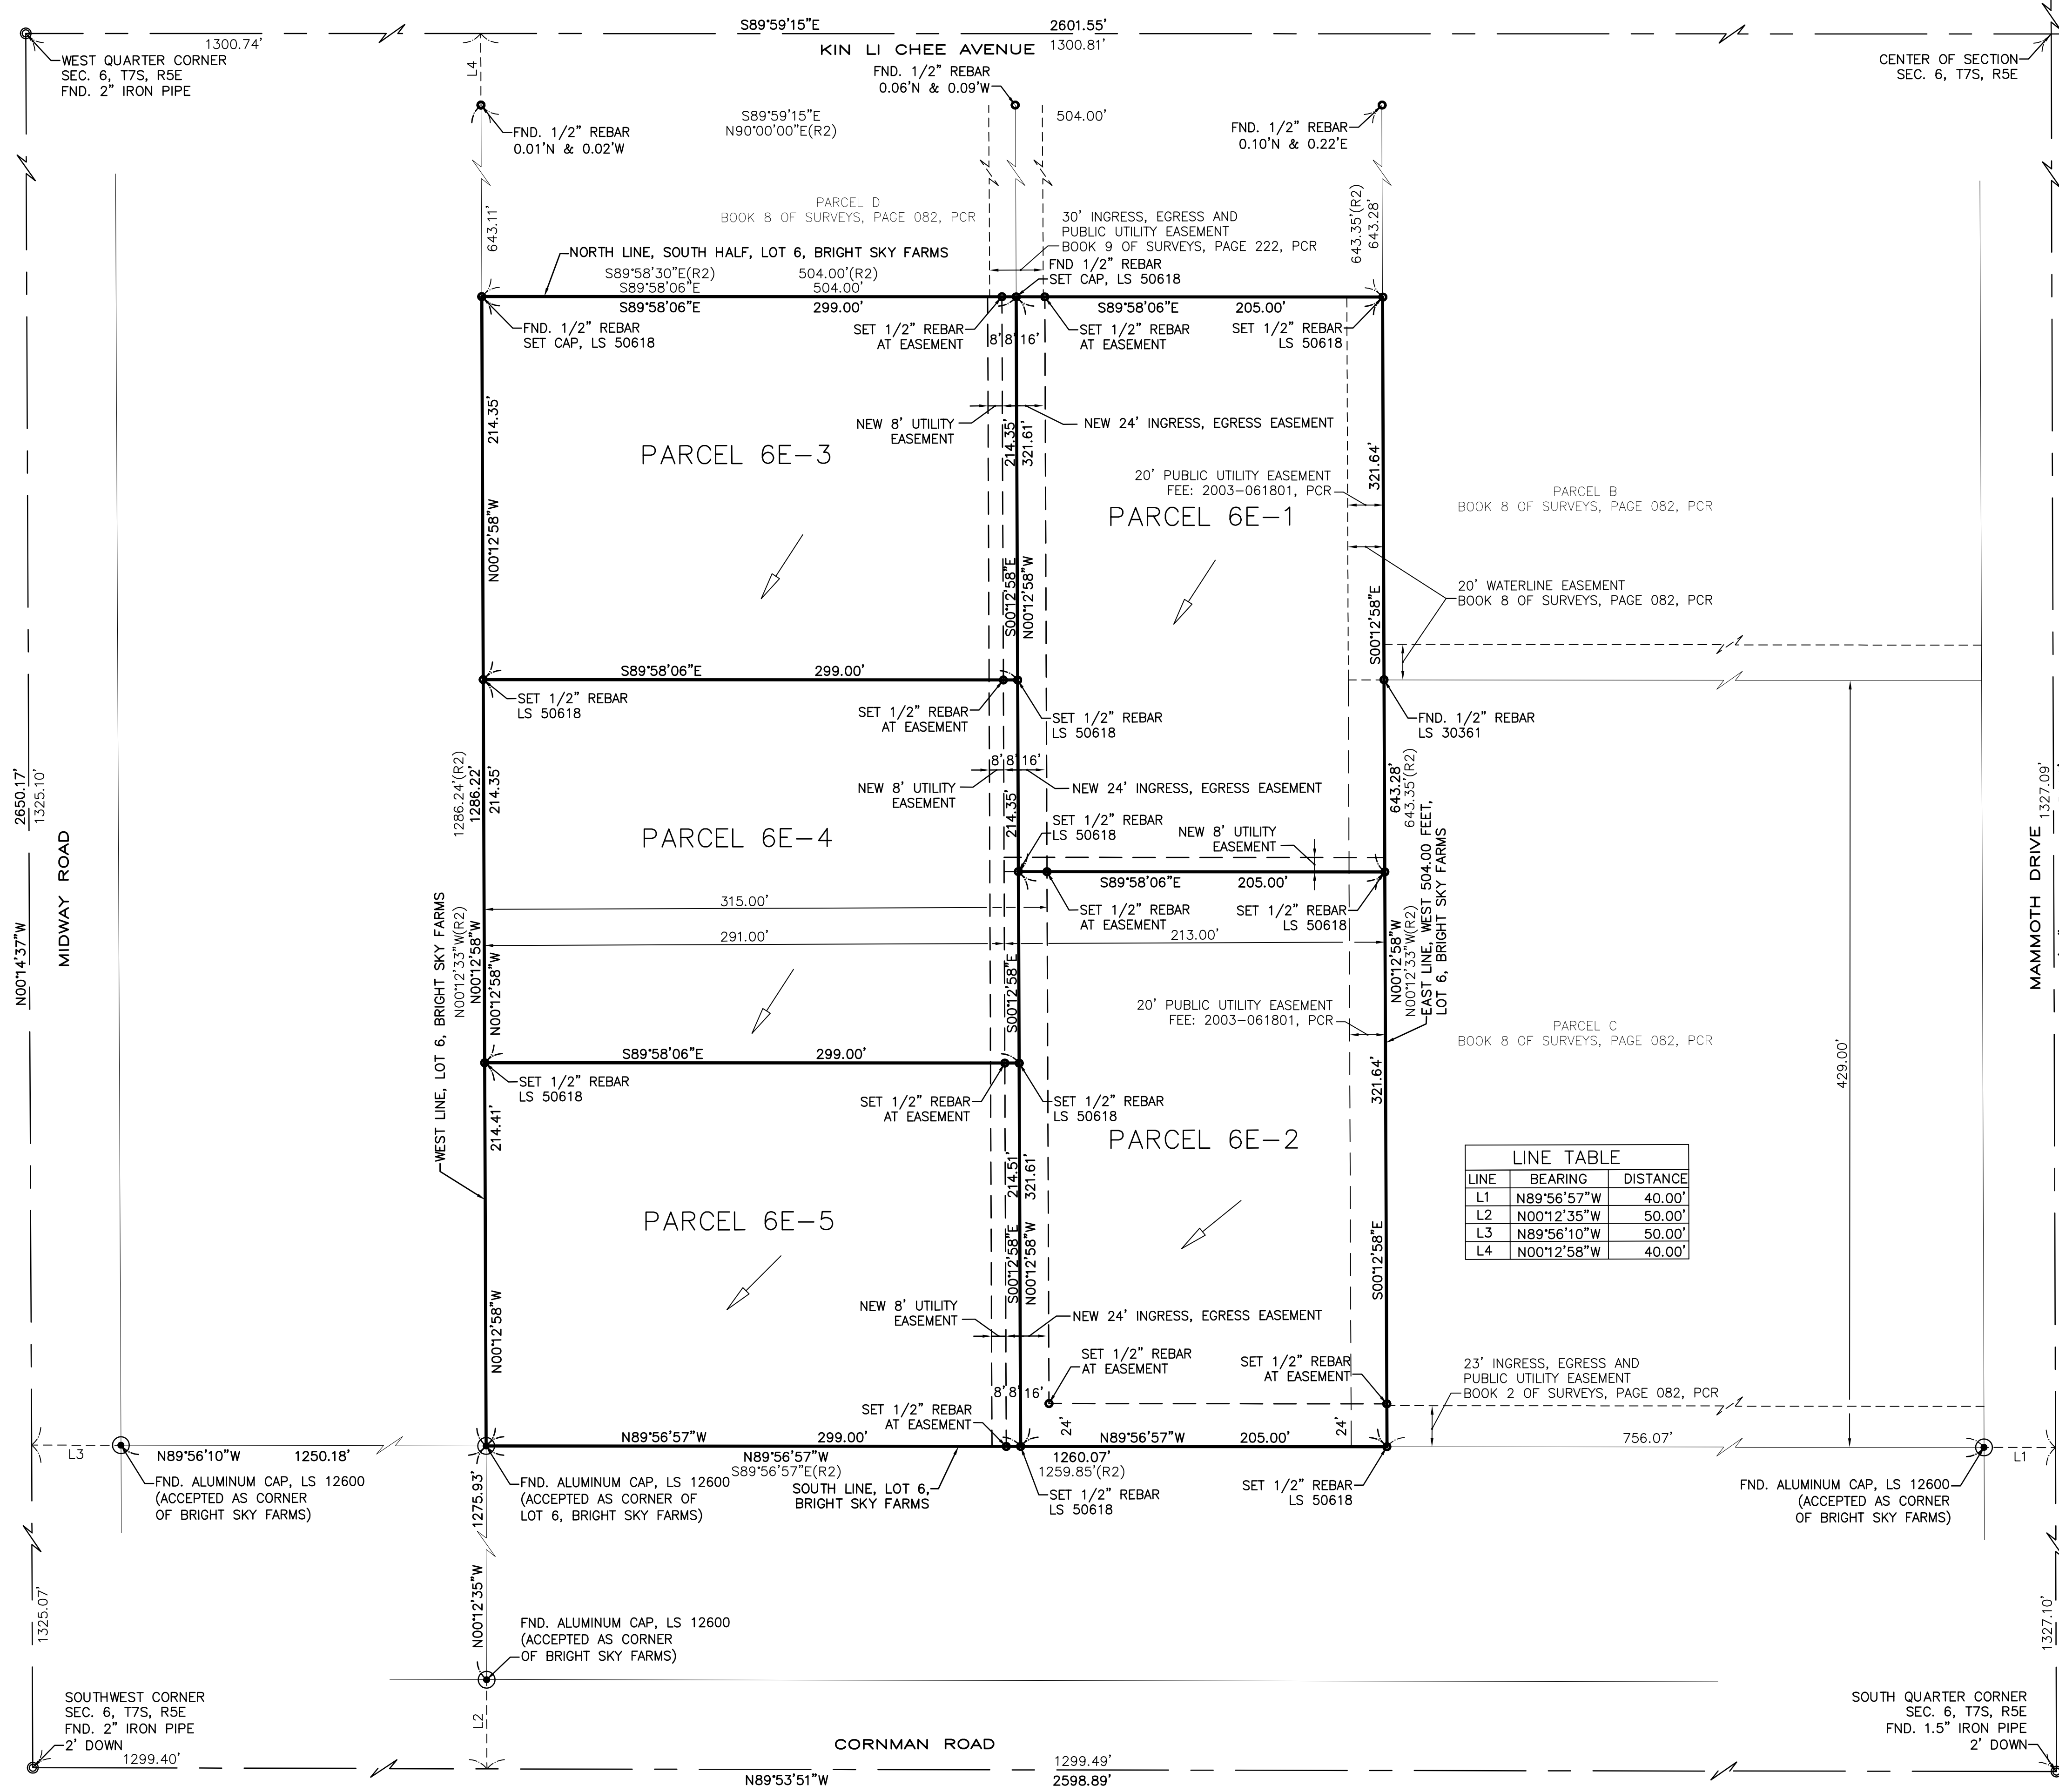 S89°59'15"E 2601.55'
1300.74' 1300.81'
KIN LI CHEE AVENUE
WEST QUARTER CORNER
SEC. 6, T7S, R5E
FND. 2" IRON PIPE
CENTER OF SECTION
SEC. 6, T7S, R5E
L4
FND. 1/2" REBAR
0.06'N & 0.09'W
FND. 1/2" REBAR
0.01'N & 0.02'W
S89°59'15"E 504.00'
N90°00'00"E(R2)
FND. 1/2" REBAR
0.10'N & 0.22'E
643.11'
PARCEL D
BOOK 8 OF SURVEYS, PAGE 082, PCR
30' INGRESS, EGRESS AND
PUBLIC UTILITY EASEMENT
BOOK 9 OF SURVEYS, PAGE 222, PCR
643.35'(R2)
643.28'
NORTH LINE, SOUTH HALF, LOT 6, BRIGHT SKY FARMS
FND 1/2" REBAR
SET CAP, LS 50618
S89°58'30"E(R2) 504.00'(R2)
S89°58'06"E 504.00'
S89°58'06"E 299.00'
S89°58'06"E 205.00'
FND. 1/2" REBAR
SET CAP, LS 50618
SET 1/2" REBAR
AT EASEMENT
8' 8' 16'
SET 1/2" REBAR
AT EASEMENT
SET 1/2" REBAR
LS 50618
214.35'
N00°12'58"W
NEW 8' UTILITY
EASEMENT
NEW 24' INGRESS, EGRESS EASEMENT
PARCEL 6E-3
214.35'
321.61'
S00°12'58"E
N00°12'58"W
20' PUBLIC UTILITY EASEMENT
FEE: 2003-061801, PCR
PARCEL 6E-1
321.64'
S00°12'58"E
PARCEL B
BOOK 8 OF SURVEYS, PAGE 082, PCR
20' WATERLINE EASEMENT
BOOK 8 OF SURVEYS, PAGE 082, PCR
S89°58'06"E 299.00'
SET 1/2" REBAR
LS 50618
SET 1/2" REBAR
AT EASEMENT
SET 1/2" REBAR
LS 50618
FND. 1/2" REBAR
LS 30361
2650.17'
1325.10'
N00°14'37"W
MIDWAY ROAD
1286.24'(R2)
1286.22'
214.35'
N00°12'33"W(R2)
N00°12'58"W
N00°12'58"W
WEST LINE, LOT 6, BRIGHT SKY FARMS
8' 8' 16'
NEW 8' UTILITY
EASEMENT
NEW 24' INGRESS, EGRESS EASEMENT
PARCEL 6E-4
214.35'
S00°12'58"E
SET 1/2" REBAR
LS 50618
NEW 8' UTILITY
EASEMENT
S89°58'06"E 205.00'
SET 1/2" REBAR
AT EASEMENT
SET 1/2" REBAR
LS 50618
643.28'
643.35'(R2)
N00°12'58"W
N00°12'33"W(R2)
EAST LINE, WEST 504.00 FEET,
LOT 6, BRIGHT SKY FARMS
1327.09'
MAMMOTH DRIVE
315.00'
291.00' 213.00'
20' PUBLIC UTILITY EASEMENT
FEE: 2003-061801, PCR
PARCEL C
BOOK 8 OF SURVEYS, PAGE 082, PCR
429.00'
S89°58'06"E 299.00'
SET 1/2" REBAR
LS 50618
SET 1/2" REBAR
AT EASEMENT
SET 1/2" REBAR
LS 50618
214.41'
N00°12'58"W
PARCEL 6E-5
214.51'
321.61'
S00°12'58"E
N00°12'58"W
PARCEL 6E-2
321.64'
S00°12'58"E
LINE TABLE
LINE BEARING DISTANCE
L1 N89°56'57"W 40.00'
L2 N00°12'35"W 50.00'
L3 N89°56'10"W 50.00'
L4 N00°12'58"W 40.00'
NEW 8' UTILITY
EASEMENT
NEW 24' INGRESS, EGRESS EASEMENT
SET 1/2" REBAR
AT EASEMENT
SET 1/2" REBAR
AT EASEMENT
23' INGRESS, EGRESS AND
PUBLIC UTILITY EASEMENT
BOOK 2 OF SURVEYS, PAGE 082, PCR
8' 8' 16'
SET 1/2" REBAR
AT EASEMENT
24' 24'
L3
N89°56'10"W 1250.18'
N89°56'57"W 299.00'
N89°56'57"W 205.00'
756.07'
L1
N89°56'57"W 1260.07'
S89°56'57"E(R2) 1259.85'(R2)
FND. ALUMINUM CAP, LS 12600
(ACCEPTED AS CORNER
OF BRIGHT SKY FARMS)
FND. ALUMINUM CAP, LS 12600
(ACCEPTED AS CORNER OF
LOT 6, BRIGHT SKY FARMS)
SOUTH LINE, LOT 6,
BRIGHT SKY FARMS
SET 1/2" REBAR
LS 50618
SET 1/2" REBAR
LS 50618
FND. ALUMINUM CAP, LS 12600
(ACCEPTED AS CORNER
OF BRIGHT SKY FARMS)
1275.93'
N00°12'35"W
1325.07'
1327.10'
FND. ALUMINUM CAP, LS 12600
(ACCEPTED AS CORNER
OF BRIGHT SKY FARMS)
SOUTHWEST CORNER
SEC. 6, T7S, R5E
FND. 2" IRON PIPE
2' DOWN
L2
SOUTH QUARTER CORNER
SEC. 6, T7S, R5E
FND. 1.5" IRON PIPE
2' DOWN
CORNMAN ROAD
1299.40' 1299.49'
N89°53'51"W 2598.89'